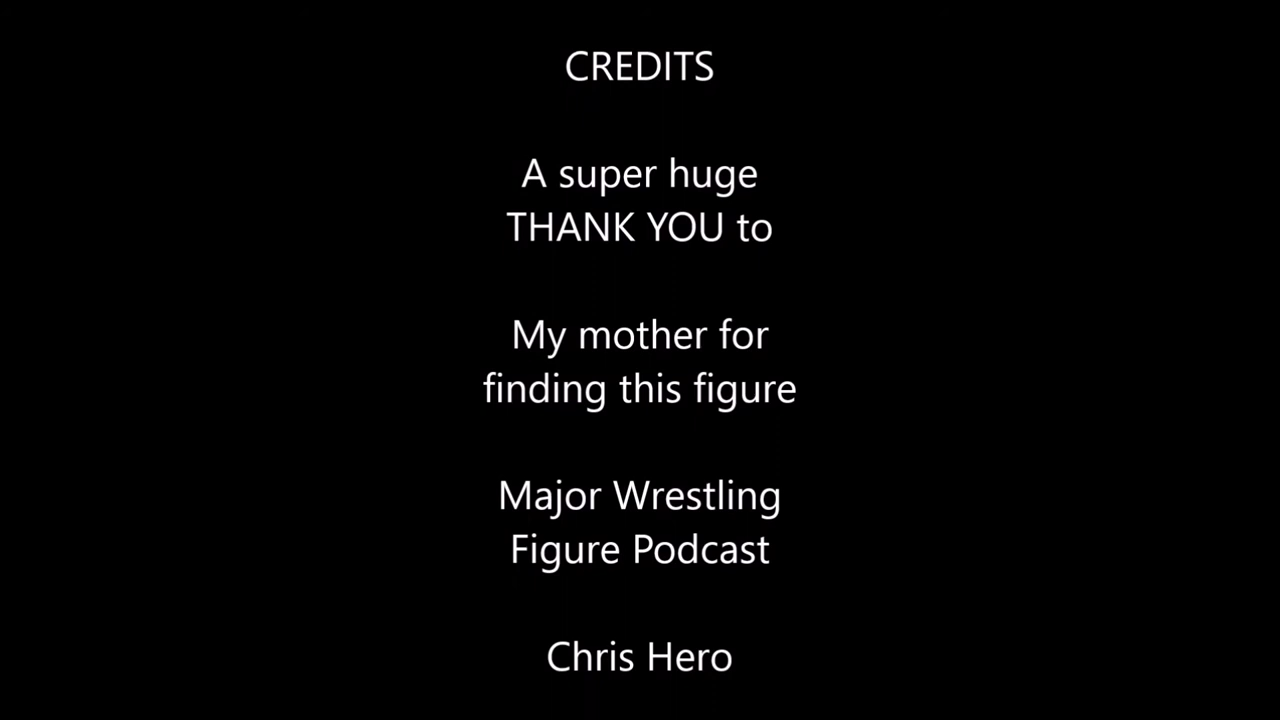 CREDITS
A super huge
THANK YOU to
My mother for
finding this figure
Major Wrestling
Figure Podcast
Chris Hero